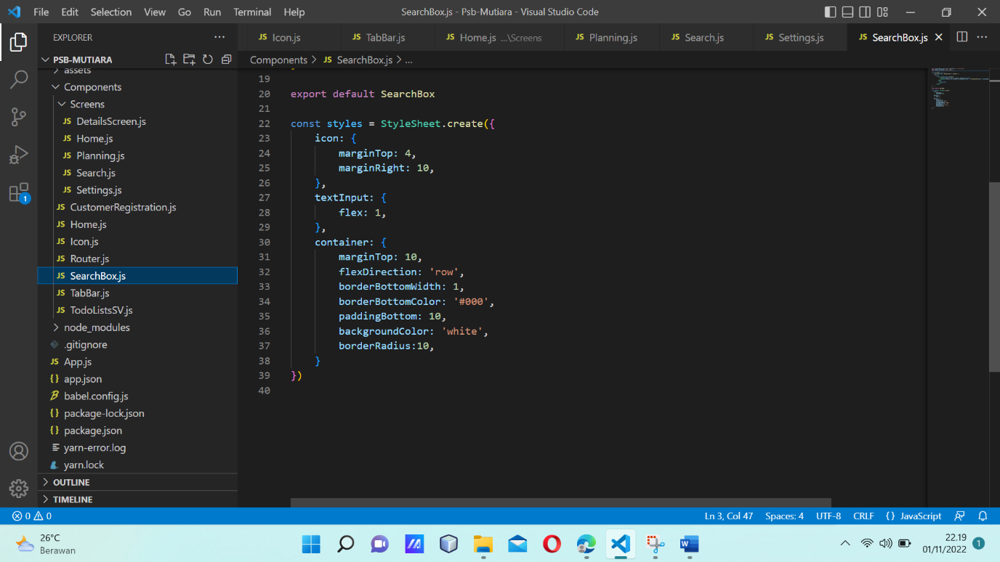 File Edit Selection View Go Run Terminal Help SearchBox.js - Psb-Mutiara - Visual Studio Code
EXPLORER
JS Icon.js JS TabBar.js JS Home.js ...\Screens JS Planning.js JS Search.js JS Settings.js JS SearchBox.js
PSB-MUTIARA
Components > JS SearchBox.js > ...
assets
Components
Screens
JS DetailsScreen.js
JS Home.js
JS Planning.js
JS Search.js
JS Settings.js
JS CustomerRegistration.js
JS Home.js
JS Icon.js
JS Router.js
JS SearchBox.js
JS TabBar.js
JS TodoListsSV.js
node_modules
.gitignore
JS App.js
{} app.json
babel.config.js
{} package-lock.json
{} package.json
yarn-error.log
yarn.lock
OUTLINE
TIMELINE
1
19
20 export default SearchBox
21
22 const styles = StyleSheet.create({
23 icon: {
24 marginTop: 4,
25 marginRight: 10,
26 },
27 textInput: {
28 flex: 1,
29 },
30 container: {
31 marginTop: 10,
32 flexDirection: 'row',
33 borderBottomWidth: 1,
34 borderBottomColor: '#000',
35 paddingBottom: 10,
36 backgroundColor: 'white',
37 borderRadius:10,
38 }
39 })
40
0 0 Ln 3, Col 47 Spaces: 4 UTF-8 CRLF {} JavaScript
26°C
Berawan
22.19
01/11/2022
1